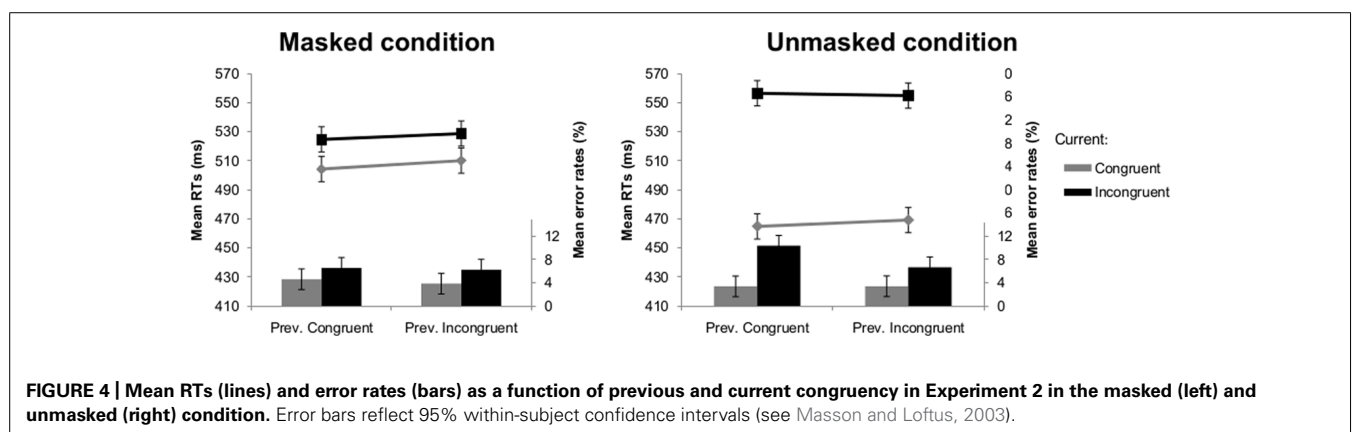 Masked condition
570
550
530
510
490
470
450
430
410
Mean RTs (ms)
12
8
4
0
Mean error rates (%)
Prev. Congruent Prev. Incongruent
Unmasked condition
570
550
530
510
490
470
450
430
410
Mean RTs (ms)
0
6
2
8
4
0
6
12
8
4
0
Mean error rates (%)
Prev. Congruent Prev. Incongruent
Current:
Congruent
Incongruent
FIGURE 4 | Mean RTs (lines) and error rates (bars) as a function of previous and current congruency in Experiment 2 in the masked (left) and
unmasked (right) condition. Error bars reflect 95% within-subject confidence intervals (see Masson and Loftus, 2003).